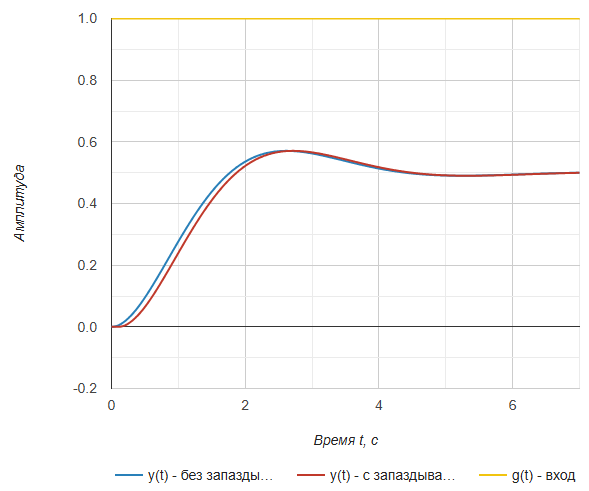 1.0
0.8
0.6
0.4
0.2
0.0
-0.2
Амплитуда
0 2 4 6
Время t, с
y(t) - без запазды… y(t) - с запаздыва… g(t) - вход